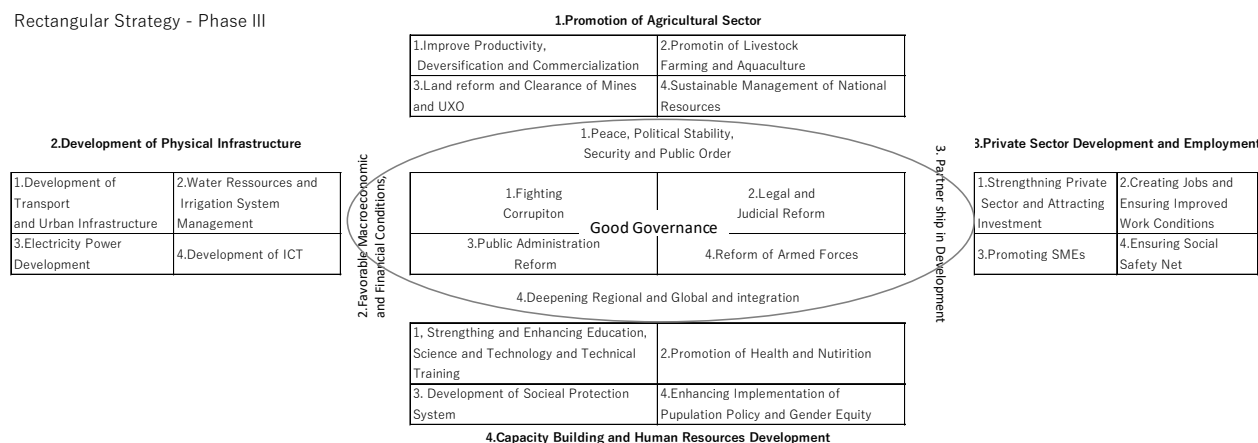 Rectangular Strategy - Phase III
1.Promotion of Agricultural Sector
1.Improve Productivity,
Deversification and Commercialization
2.Promotin of Livestock
Farming and Aquaculture
3.Land reform and Clearance of Mines
and UXO
4.Sustainable Management of National
Resources
2.Development of Physical Infrastructure
1.Development of
Transport
and Urban Infrastructure
2.Water Ressources and
Irrigation System
Management
3.Electricity Power
Development
4.Development of ICT
1.Peace, Political Stability,
Security and Public Order
2.Favorable Macroeconomic
and Financial Conditions,
1.Fighting
Corrupiton
2.Legal and
Judicial Reform
Good Governance
3.Public Administration
Reform
4.Reform of Armed Forces
3. Partner ship in Development
4.Deepening Regional and Global and integration
3.Private Sector Development and Employment
1.Strengthning Private
Sector and Attracting
Investment
2.Creating Jobs and
Ensuring Improved
Work Conditions
3.Promoting SMEs
4.Ensuring Social
Safety Net
1, Strengthing and Enhancing Education,
Science and Technology and Technical
Training
2.Promotion of Health and Nutirition
3. Development of Socieal Protection
System
4.Enhancing Implementation of
Pupulation Policy and Gender Equity
4.Capacity Building and Human Resources Development